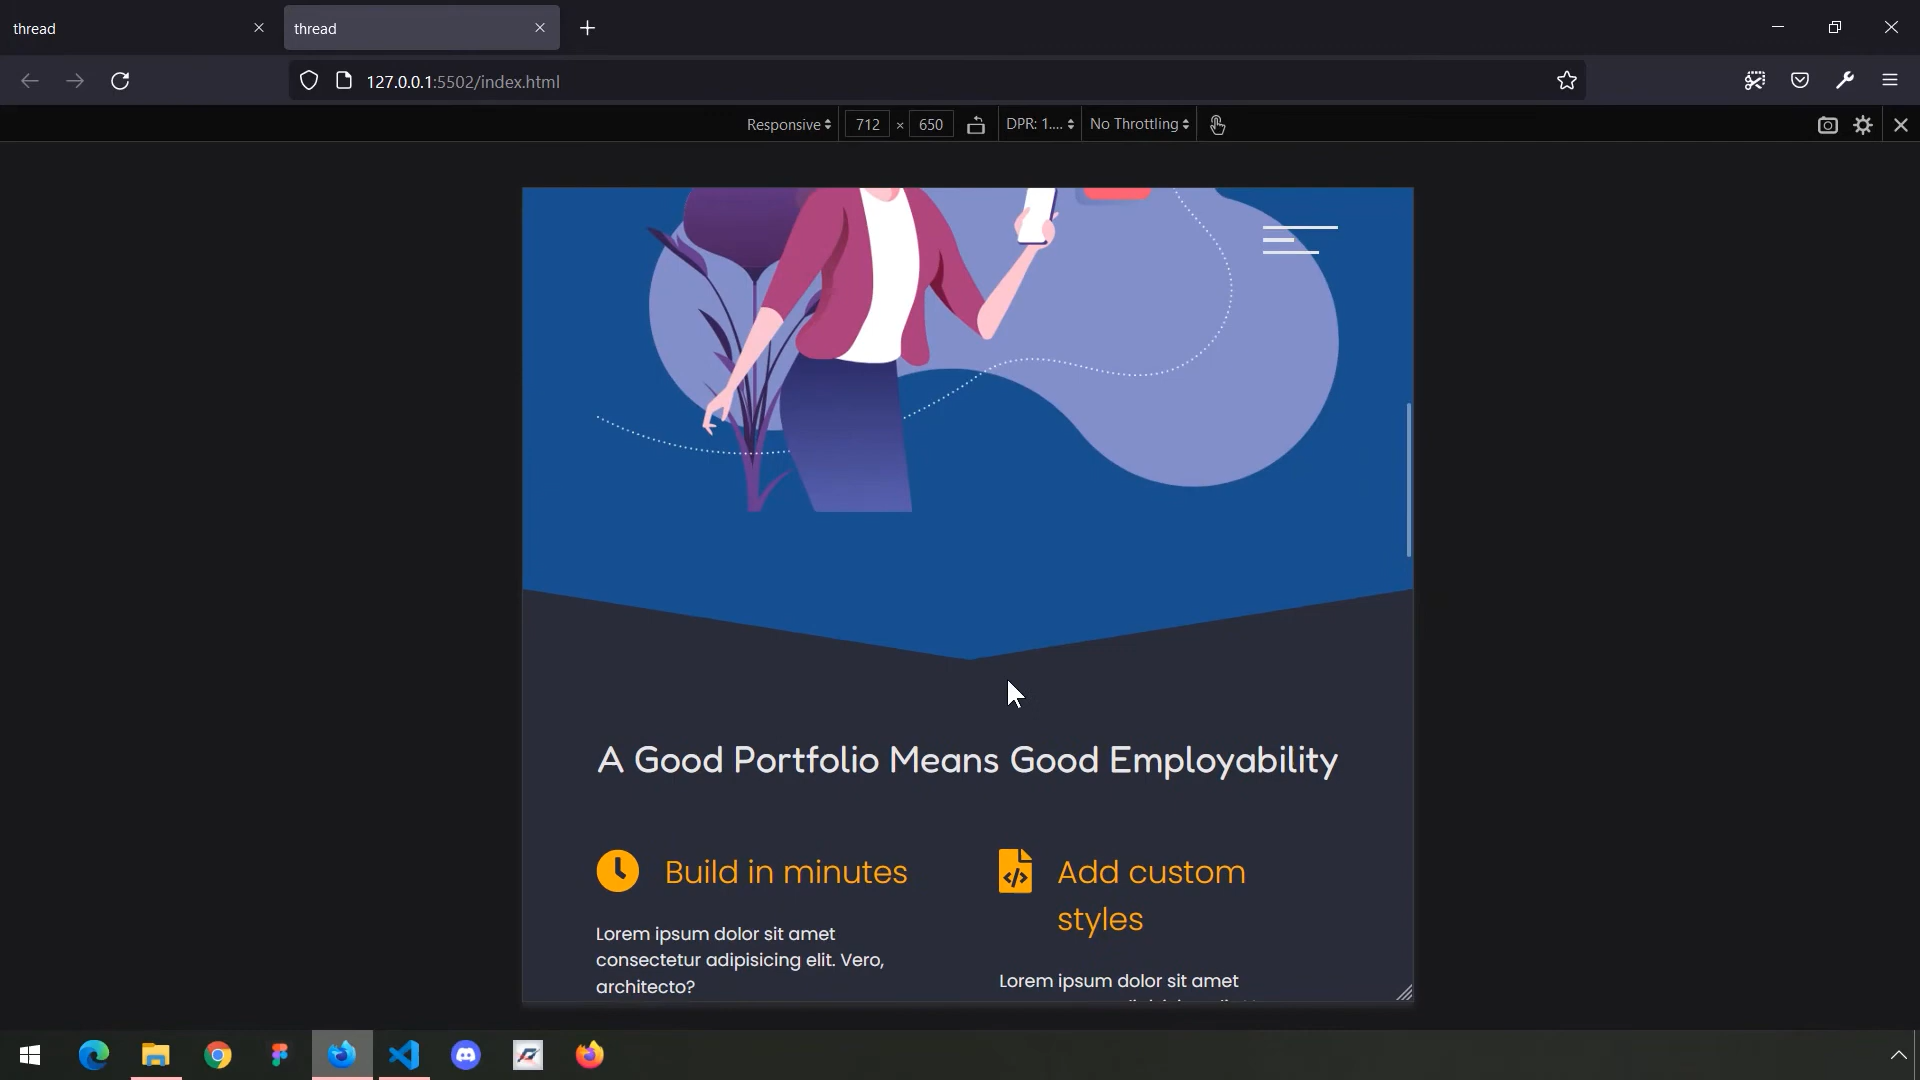 thread
thread
127.0.0.1:5502/index.html
Responsive 712 × 650 DPR: 1.... No Throttling
A Good Portfolio Means Good Employability
Build in minutes
Lorem ipsum dolor sit amet
consectetur adipisicing elit. Vero,
architecto?
Add custom
styles
Lorem ipsum dolor sit amet